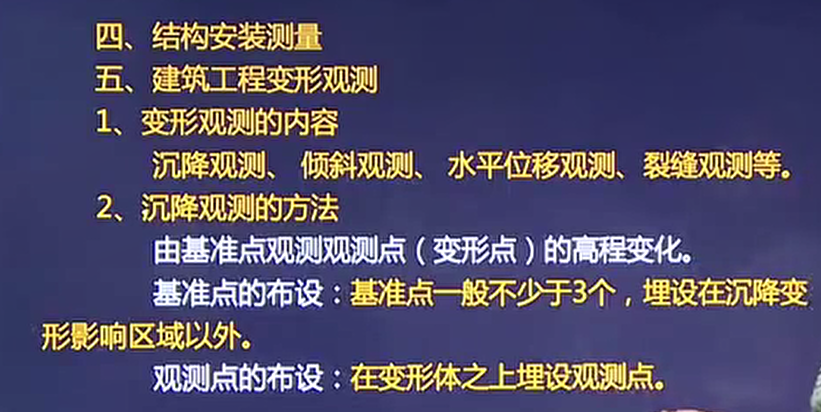 四、结构安装测量
五、建筑工程变形观测
1、变形观测的内容
沉降观测、 倾斜观测、 水平位移观测、裂缝观测等。
2、沉降观测的方法
由基准点观测观测点（变形点）的高程变化。
基准点的布设：基准点一般不少于3个，埋设在沉降变
形影响区域以外。
观测点的布设：在变形体之上埋设观测点。